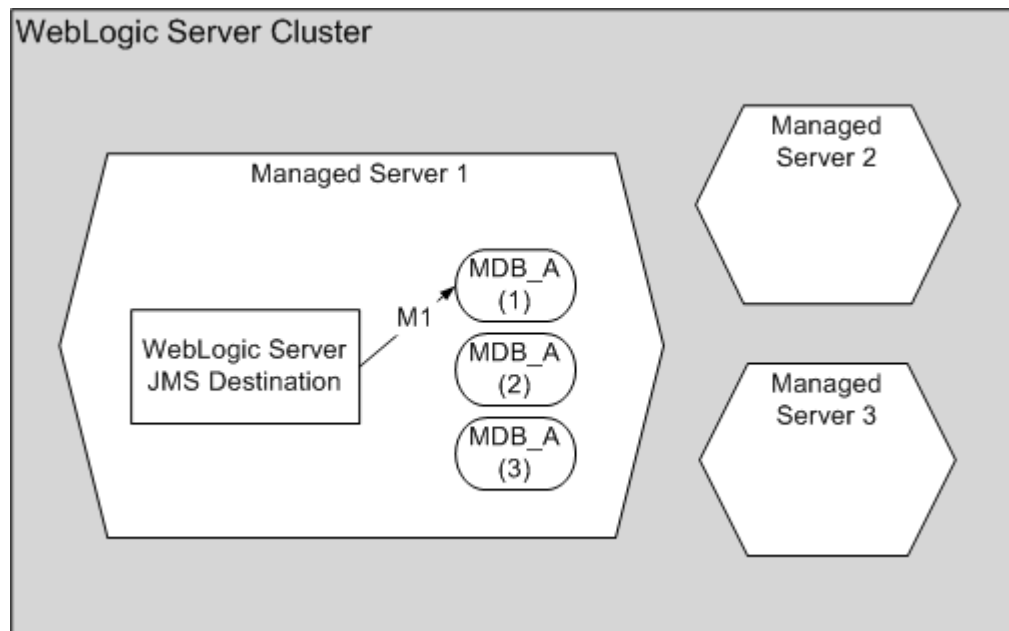 WebLogic Server Cluster
Managed Server 1
WebLogic Server
JMS Destination
M1
MDB_A
(1)
MDB_A
(2)
MDB_A
(3)
Managed
Server 2
Managed
Server 3